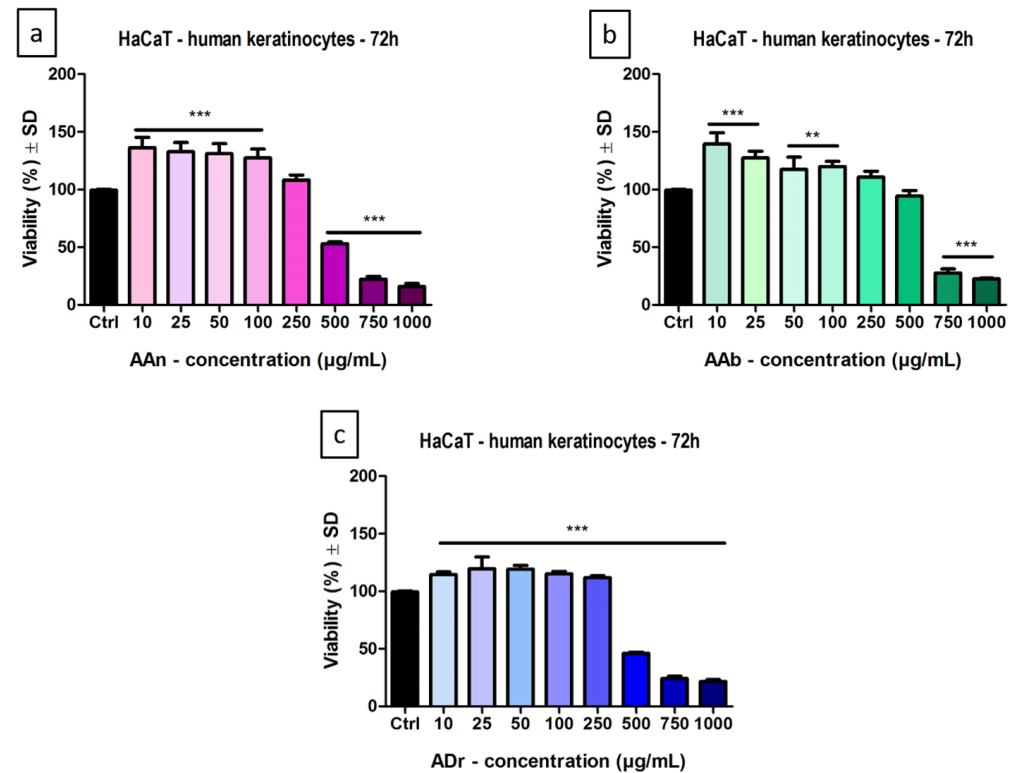 a
HaCaT - human keratinocytes - 72h
Viability (%) ± SD
200
150
100
50
0
***
***
Ctrl 10 25 50 100 250 500 750 1000
AAn - concentration (µg/mL)
b
HaCaT - human keratinocytes - 72h
Viability (%) ± SD
200
150
100
50
0
***
**
***
Ctrl 10 25 50 100 250 500 750 1000
AAb - concentration (µg/mL)
c
HaCaT - human keratinocytes - 72h
Viability (%) ± SD
200
150
100
50
0
***
Ctrl 10 25 50 100 250 500 750 1000
ADr - concentration (µg/mL)